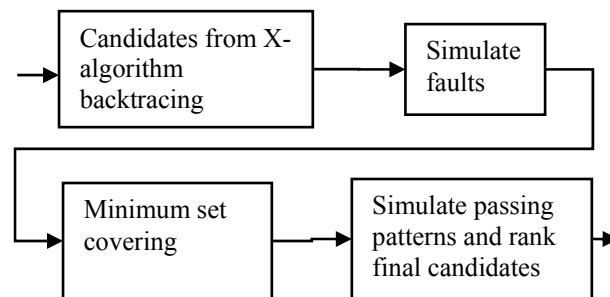 Candidates from X-
algorithm
backtracing
Simulate
faults
Minimum set
covering
Simulate passing
patterns and rank
final candidates